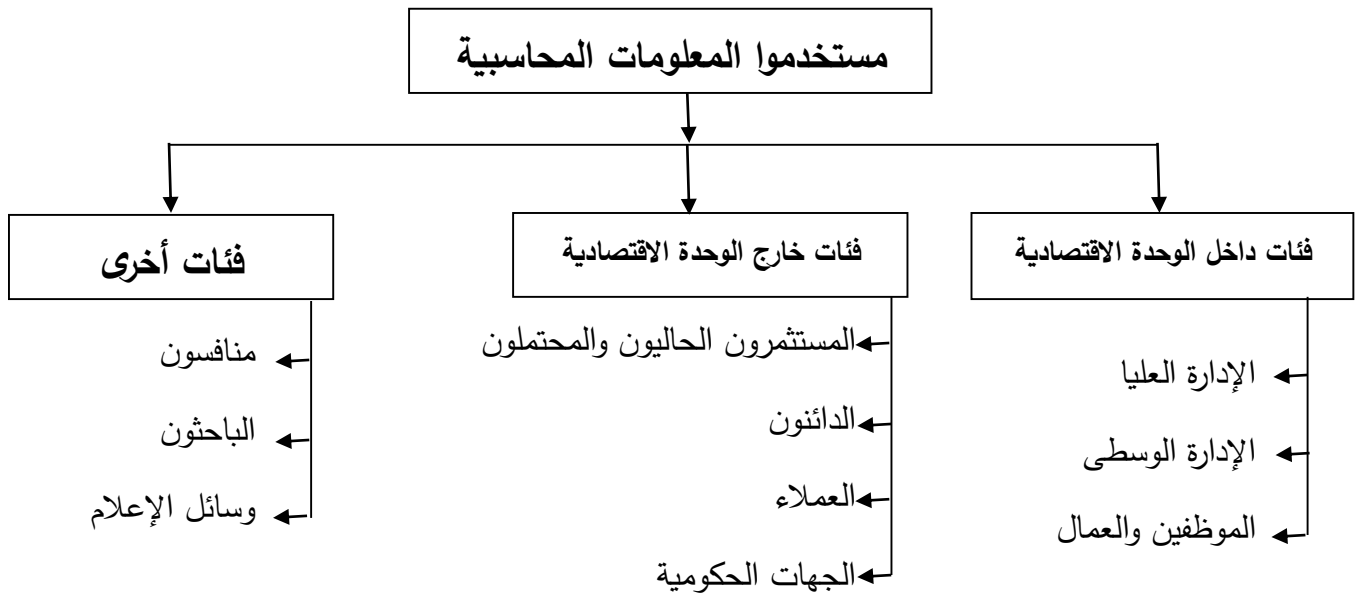 مستخدموا المعلومات المحاسبية
فئات داخل الوحدة الاقتصادية
الإدارة العليا
الإدارة الوسطى
الموظفين والعمال
فئات خارج الوحدة الاقتصادية
المستثمرون الحاليون والمحتملون
الدائنون
العملاء
الجهات الحكومية
فئات أخرى
منافسون
الباحثون
وسائل الإعلام